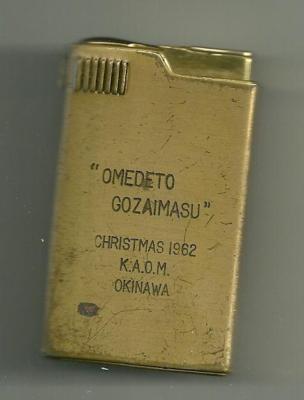 "OMEDETO
GOZAIMASU"
CHRISTMAS 1962
K.A.O.M.
OKINAWA